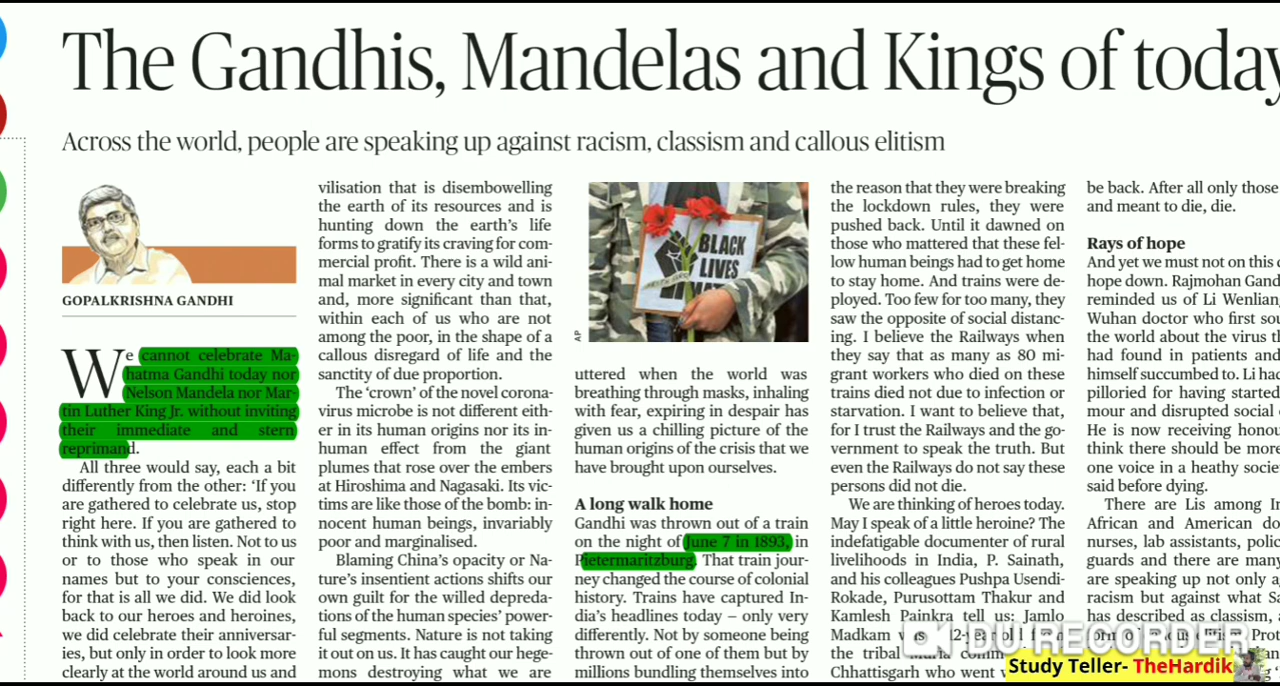 The Gandhis, Mandelas and Kings of today
Across the world, people are speaking up against racism, classism and callous elitism
GOPALKRISHNA GANDHI
We cannot celebrate Ma-
hatma Gandhi today nor
Nelson Mandela nor Mar-
tin Luther King Jr. without inviting
their immediate and stern
reprimand.
All three would say, each a bit
differently from the other: ‘If you
are gathered to celebrate us, stop
right here. If you are gathered to
think with us, then listen. Not to us
or to those who speak in our
names but to your consciences,
for that is all we did. We did look
back to our heroes and heroines,
we did celebrate their anniversar-
ies, but only in order to look more
clearly at the world around us and
vilisation that is disembowelling
the earth of its resources and is
hunting down the earth’s life
forms to gratify its craving for com-
mercial profit. There is a wild ani-
mal market in every city and town
and, more significant than that,
within each of us who are not
among the poor, in the shape of a
callous disregard of life and the
sanctity of due proportion.
The ‘crown’ of the novel corona-
virus microbe is not different eith-
er in its human origins nor its in-
human effect from the giant
plumes that rose over the embers
at Hiroshima and Nagasaki. Its vic-
tims are like those of the bomb: in-
nocent human beings, invariably
poor and marginalised.
Blaming China’s opacity or Na-
ture’s insentient actions shifts our
own guilt for the willed depreda-
tions of the human species’ power-
ful segments. Nature is not taking
it out on us. It has caught our hege-
mons destroying what we are
BLACK
LIVES
AP
uttered when the world was
breathing through masks, inhaling
with fear, expiring in despair has
given us a chilling picture of the
human origins of the crisis that we
have brought upon ourselves.
A long walk home
Gandhi was thrown out of a train
on the night of June 7 in 1893, in
Pietermaritzburg. That train jour-
ney changed the course of colonial
history. Trains have captured In-
dia’s headlines today — only very
differently. Not by someone being
thrown out of one of them but by
millions bundling themselves into
the reason that they were breaking
the lockdown rules, they were
pushed back. Until it dawned on
those who mattered that these fel-
low human beings had to get home
to stay home. And trains were de-
ployed. Too few for too many, they
saw the opposite of social distanc-
ing. I believe the Railways when
they say that as many as 80 mi-
grant workers who died on these
trains died not due to infection or
starvation. I want to believe that,
for I trust the Railways and the go-
vernment to speak the truth. But
even the Railways do not say these
persons did not die.
We are thinking of heroes today.
May I speak of a little heroine? The
indefatigable documenter of rural
livelihoods in India, P. Sainath,
and his colleagues Pushpa Usendi-
Rokade, Purusottam Thakur and
Kamlesh Painkra tell us: Jamlo
Madkam 12-year
the tribal
Chhattisgarh who went
be back. After all only those
and meant to die, die.
Rays of hope
And yet we must not on this
hope down. Rajmohan Gand
reminded us of Li Wenlian
Wuhan doctor who first sou
the world about the virus t
had found in patients and
himself succumbed to. Li had
pilloried for having started
mour and disrupted social
He is now receiving honou
think there should be more
one voice in a heathy socie
said before dying.
There are Lis among In
African and American do
nurses, lab assistants, polic
guards and there are many
are speaking up not only a
racism but against what Sa
has described as classism,
DU RECORDER
Study Teller- TheHardik